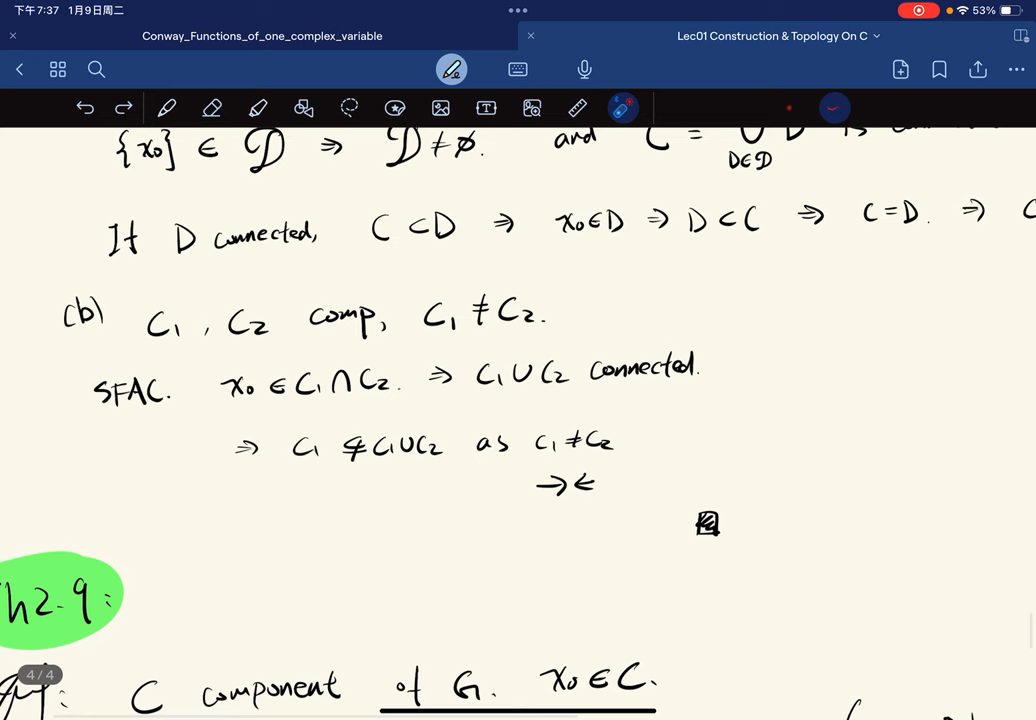 下午7:37 1月9日周二
53%
Conway_Functions_of_one_complex_variable
Lec01 Construction & Topology On C
{x₀} ∈ 𝒟 ⇒ 𝒟 ≠ ∅. and C = ∪ D is
D∈𝒟
If D connected, C ⊂ D ⇒ x₀ ∈ D ⇒ D ⊂ C ⇒ C = D. ⇒ C
(b) C₁, C₂ comp, C₁ ≠ C₂.
SFAC. x₀ ∈ C₁ ∩ C₂. ⇒ C₁ ∪ C₂ connected.
⇒ C₁ ⊊ C₁ ∪ C₂ as C₁ ≠ C₂
→←
Th2.9:
4/4
C component of G. x₀ ∈ C.